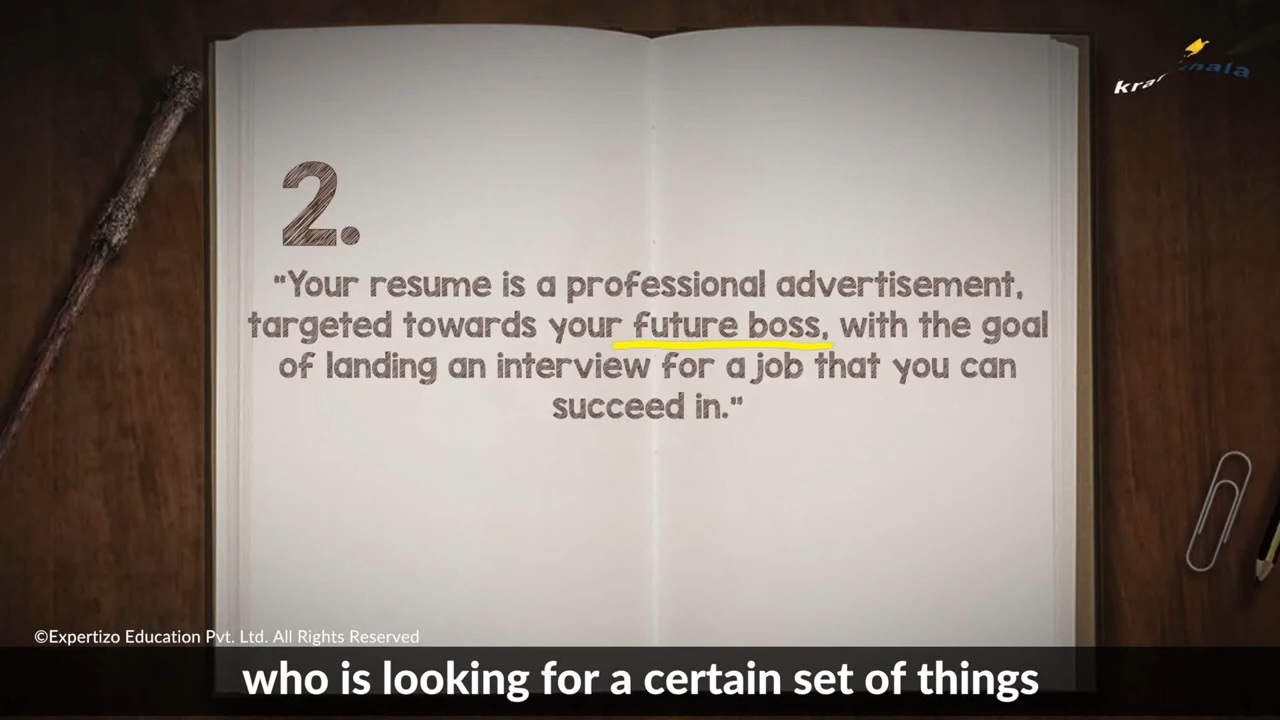 2.
“Your resume is a professional advertisement,
targeted towards your future boss, with the goal
of landing an interview for a job that you can
succeed in.”
©Expertizo Education Pvt. Ltd. All Rights Reserved
who is looking for a certain set of things